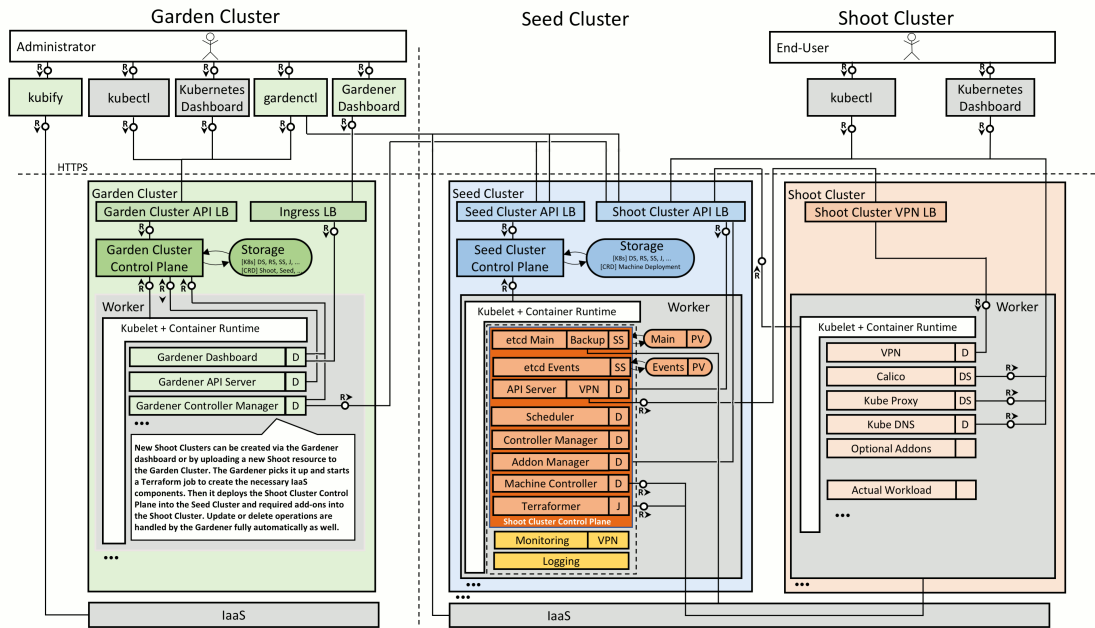 Garden Cluster
Seed Cluster
Shoot Cluster
Administrator
End-User
R
R
R
R
R
R
R
kubify
kubectl
Kubernetes
Dashboard
gardenctl
Gardener
Dashboard
kubectl
Kubernetes
Dashboard
R
R
R
R
R
R
R
HTTPS
Garden Cluster
Garden Cluster API LB
Ingress LB
R
R
Garden Cluster
Control Plane
Storage
[K8s] DS, RS, SS, J, ...
[CRD] Shoot, Seed, ...
R
R
R
Worker
Kubelet + Container Runtime
Gardener Dashboard
D
Gardener API Server
D
Gardener Controller Manager
D
R
•••
New Shoot Clusters can be created via the Gardener
dashboard or by uploading a new Shoot resource to
the Garden Cluster. The Gardener picks it up and starts
a Terraform job to create the necessary IaaS
components. Then it deploys the Shoot Cluster Control
Plane into the Seed Cluster and required add-ons into
the Shoot Cluster. Update or delete operations are
handled by the Gardener fully automatically as well.
•••
IaaS
Seed Cluster
Seed Cluster API LB
Shoot Cluster API LB
R
R
Seed Cluster
Control Plane
Storage
[K8s] DS, RS, SS, J, ...
[CRD] Machine Deployment
R
R
Worker
Kubelet + Container Runtime
etcd Main
Backup
SS
Main
PV
etcd Events
SS
Events
PV
API Server
VPN
D
R
Scheduler
D
Controller Manager
D
Addon Manager
D
Machine Controller
D
R
Terraformer
J
R
Shoot Cluster Control Plane
Monitoring
VPN
Logging
•••
•••
IaaS
Shoot Cluster
Shoot Cluster VPN LB
R
Worker
Kubelet + Container Runtime
VPN
D
Calico
DS
R
Kube Proxy
DS
R
Kube DNS
D
R
Optional Addons
Actual Workload
•••
•••